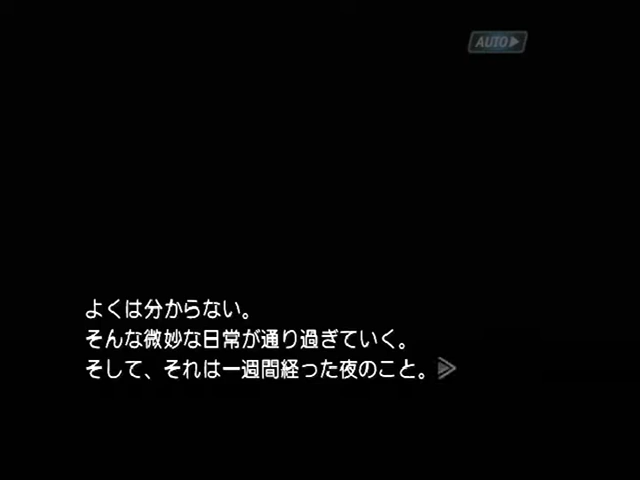 AUTO
よくは分からない。
そんな微妙な日常が通り過ぎていく。
そして、それは一週間経った夜のこと。